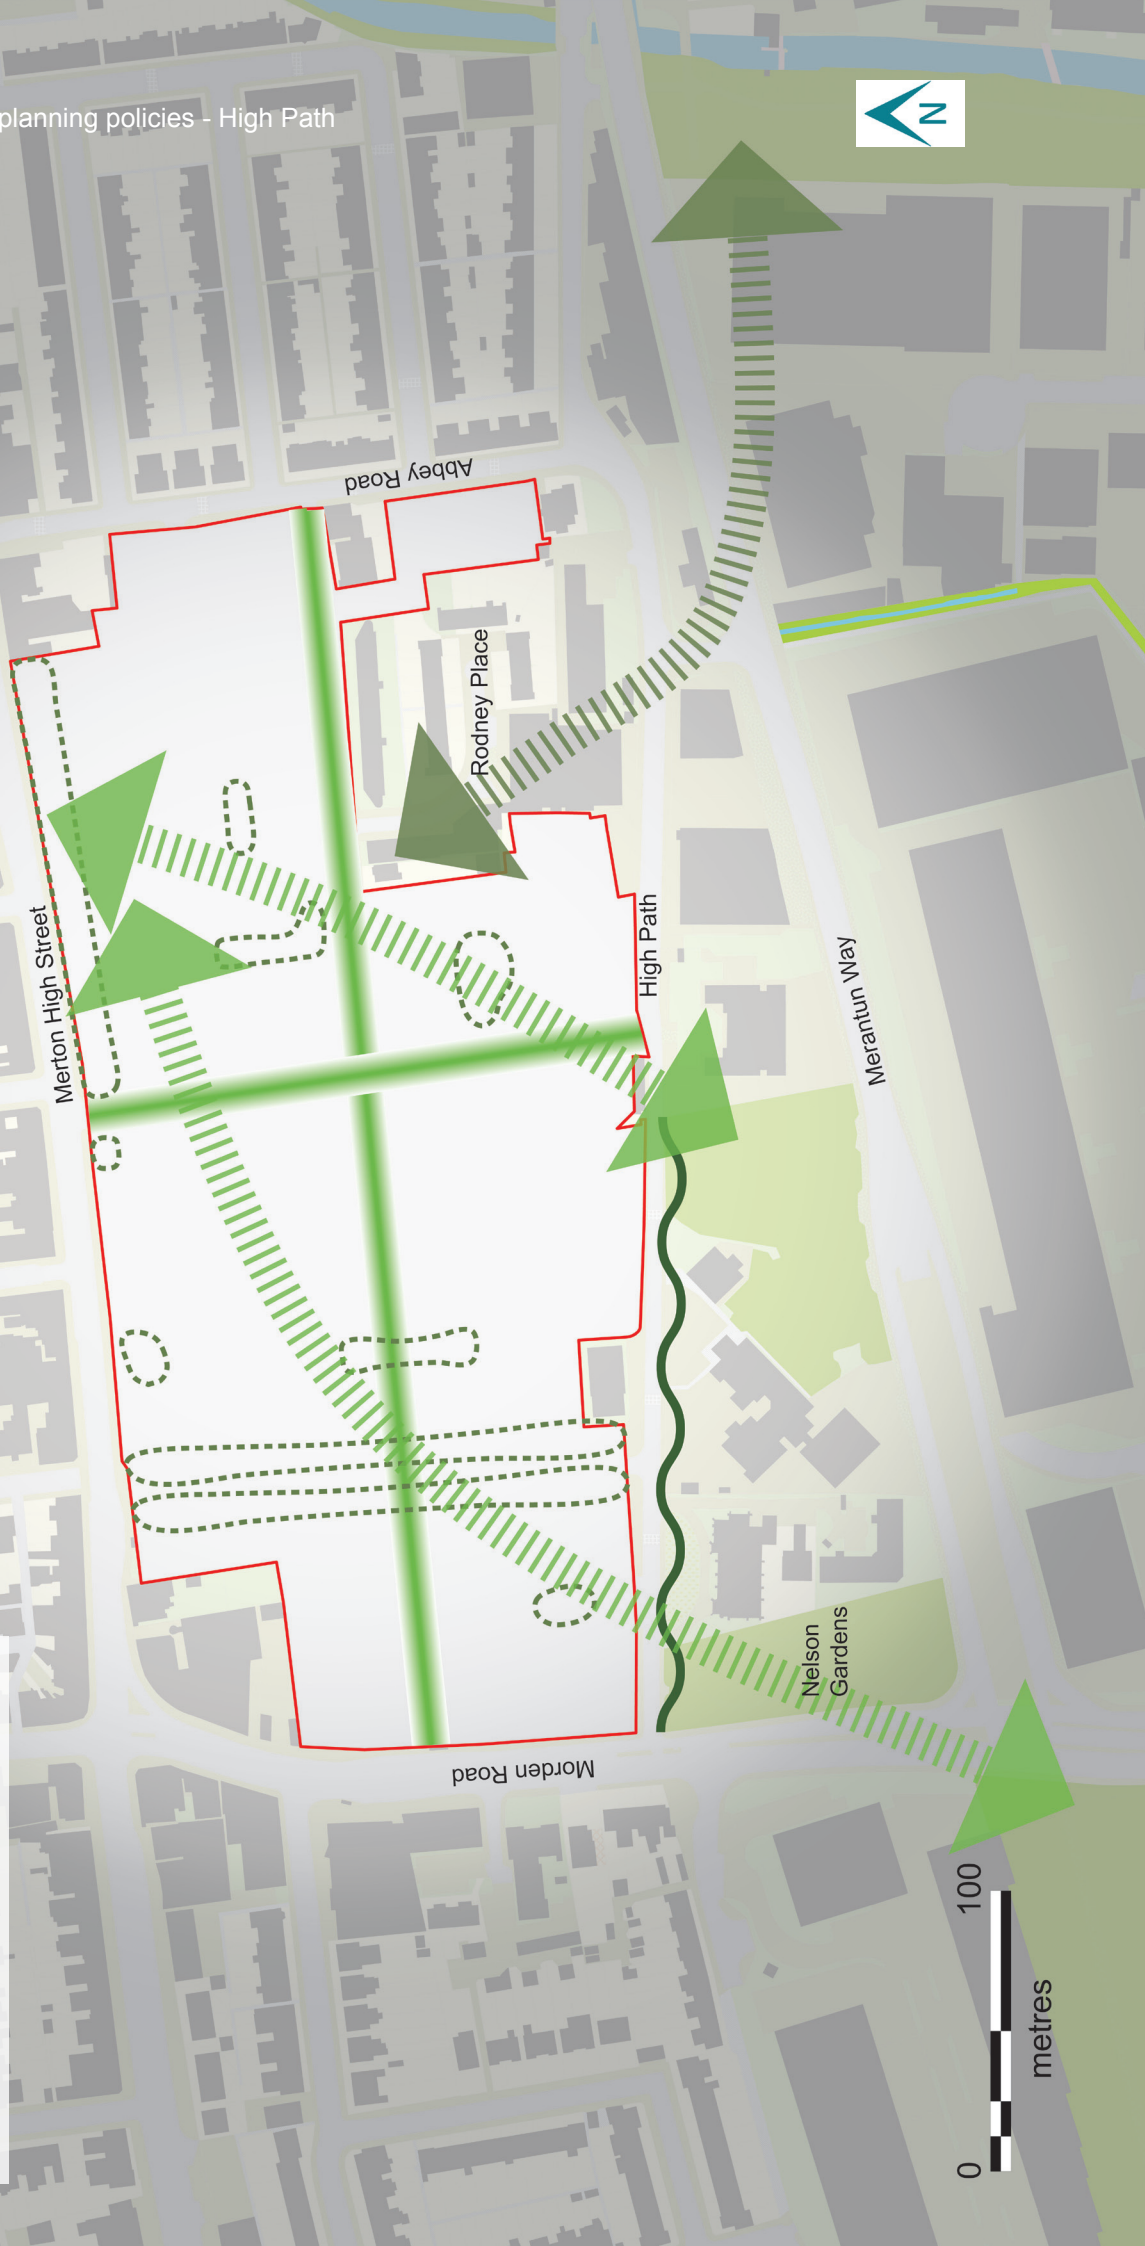 planning policies - High Path
N
Abbey Road
Rodney Place
Merton High Street
High Path
Merantun Way
Nelson
Gardens
Morden Road
0
100
metres